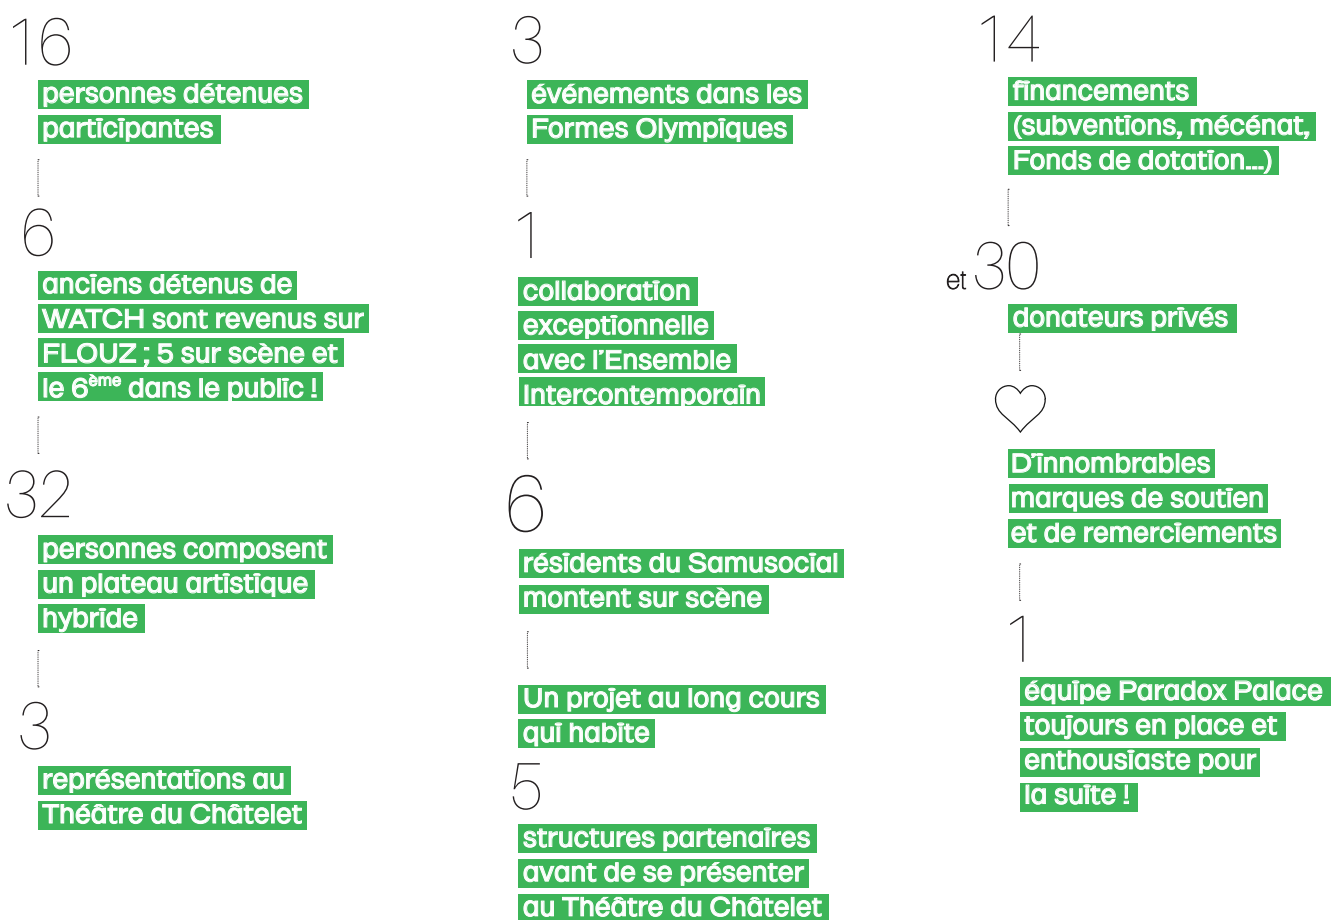 16
personnes détenues
participantes
6
anciens détenus de
WATCH sont revenus sur
FLOUZ ; 5 sur scène et
le 6ème dans le public !
32
personnes composent
un plateau artistique
hybride
3
représentations au
Théâtre du Châtelet
3
événements dans les
Formes Olympiques
1
collaboration
exceptionnelle
avec l’Ensemble
Intercontemporain
6
résidents du Samusocial
montent sur scène
Un projet au long cours
qui habite
5
structures partenaires
avant de se présenter
au Théâtre du Châtelet
14
financements
(subventions, mécénat,
Fonds de dotation...)
et 30
donateurs privés
D’innombrables
marques de soutien
et de remerciements
1
équipe Paradox Palace
toujours en place et
enthousiaste pour
la suite !